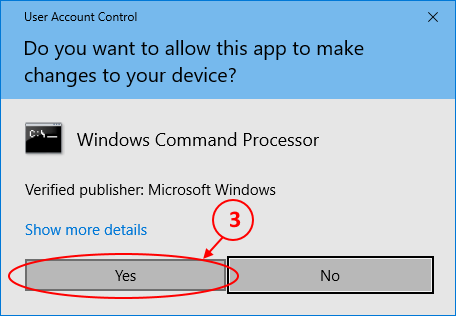 User Account Control
Do you want to allow this app to make
changes to your device?
C:\_
Windows Command Processor
Verified publisher: Microsoft Windows
Show more details
3
Yes
No